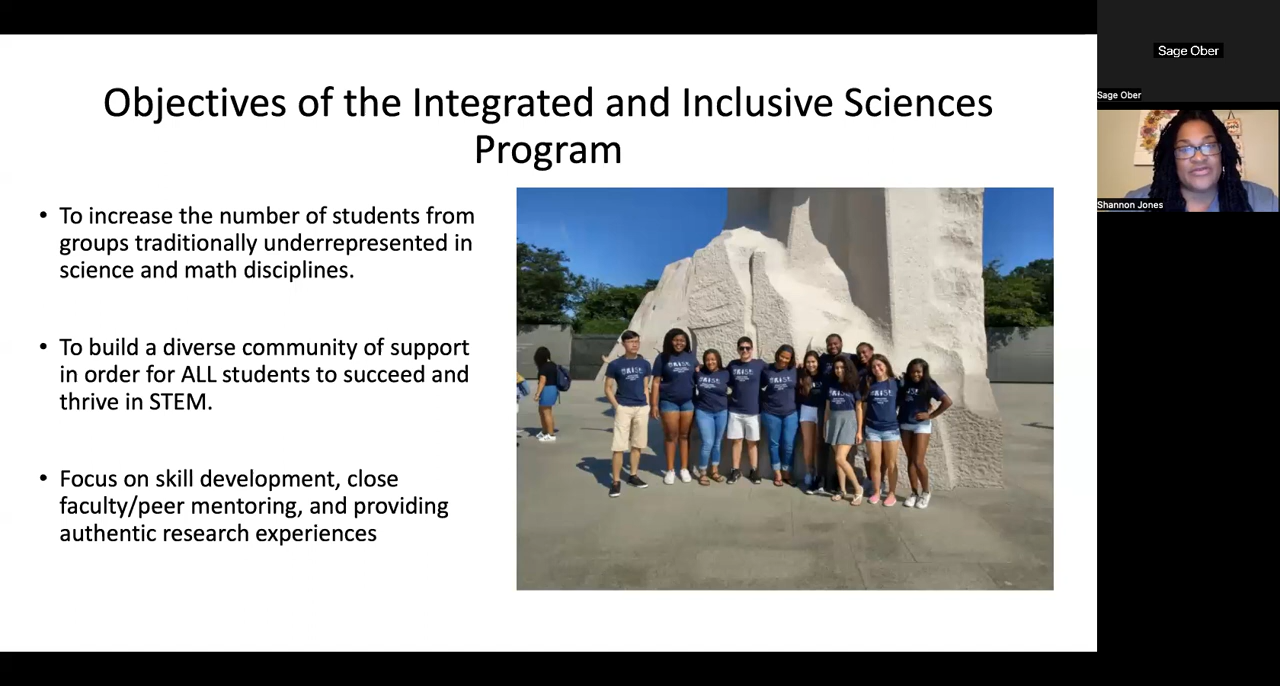 Objectives of the Integrated and Inclusive Sciences
Program
• To increase the number of students from
groups traditionally underrepresented in
science and math disciplines.
• To build a diverse community of support
in order for ALL students to succeed and
thrive in STEM.
• Focus on skill development, close
faculty/peer mentoring, and providing
authentic research experiences
Sage Ober
Sage Ober
Shannon Jones